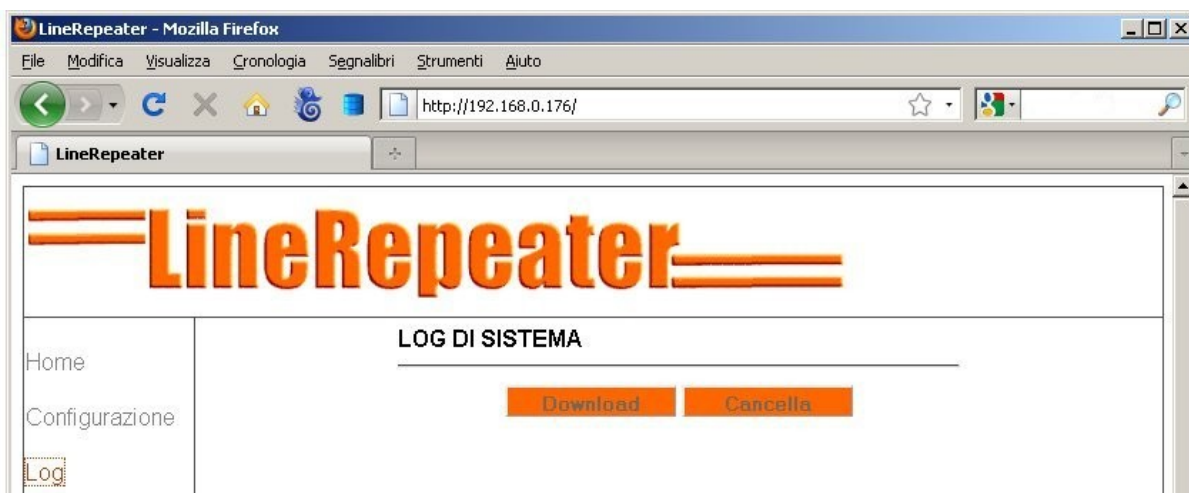 LineRepeater - Mozilla Firefox
File Modifica Visualizza Cronologia Segnalibri Strumenti Aiuto
http://192.168.0.176/
LineRepeater
LineRepeater
LOG DI SISTEMA
Home
Download Cancella
Configurazione
Log